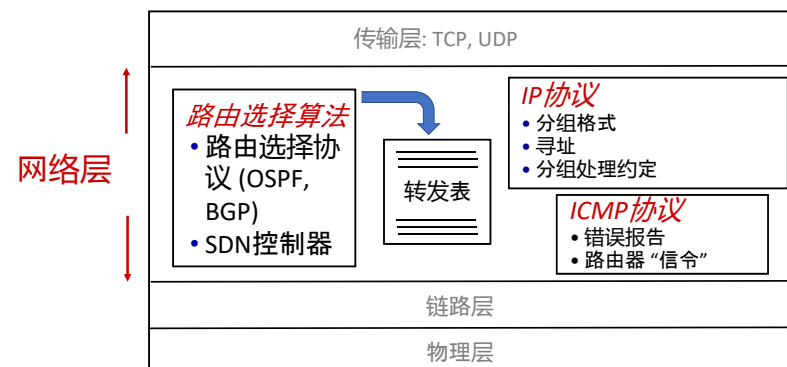 传输层: TCP, UDP
网络层
路由选择算法
• 路由选择协
议 (OSPF,
BGP)
• SDN控制器
转发表
IP协议
• 分组格式
• 寻址
• 分组处理约定
ICMP协议
• 错误报告
• 路由器 “信令”
链路层
物理层